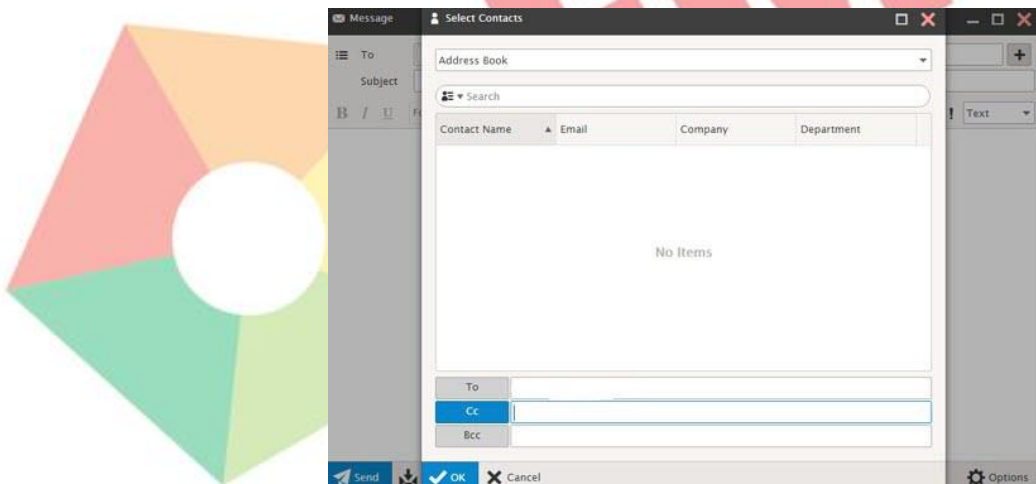 Message
Select Contacts
To
Subject
B I U
Text
Address Book
Search
Contact Name Email Company Department
No Items
To
Cc
Bcc
Send
OK Cancel
Options